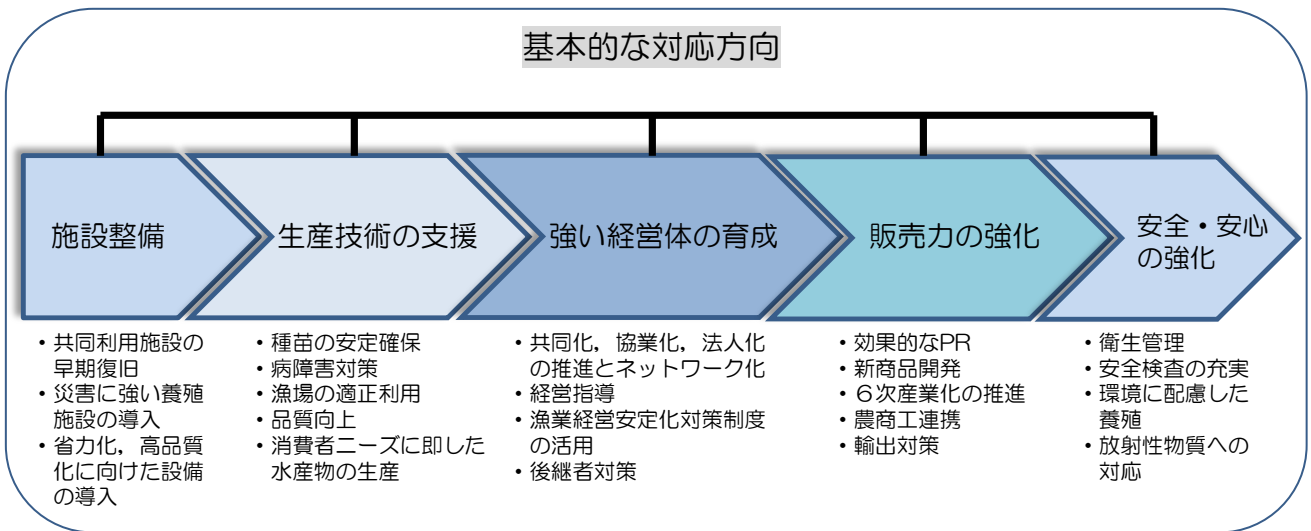 基本的な対応方向
施設整備
生産技術の支援
強い経営体の育成
販売力の強化
安全・安心
の強化
・共同利用施設の
早期復旧
・災害に強い養殖
施設の導入
・省力化，高品質
化に向けた設備
の導入
・種苗の安定確保
・病障害対策
・漁場の適正利用
・品質向上
・消費者ニーズに即した
水産物の生産
・共同化，協業化，法人化
の推進とネットワーク化
・経営指導
・漁業経営安定化対策制度
の活用
・後継者対策
・効果的なPR
・新商品開発
・６次産業化の推進
・農商工連携
・輸出対策
・衛生管理
・安全検査の充実
・環境に配慮した
養殖
・放射性物質への
対応